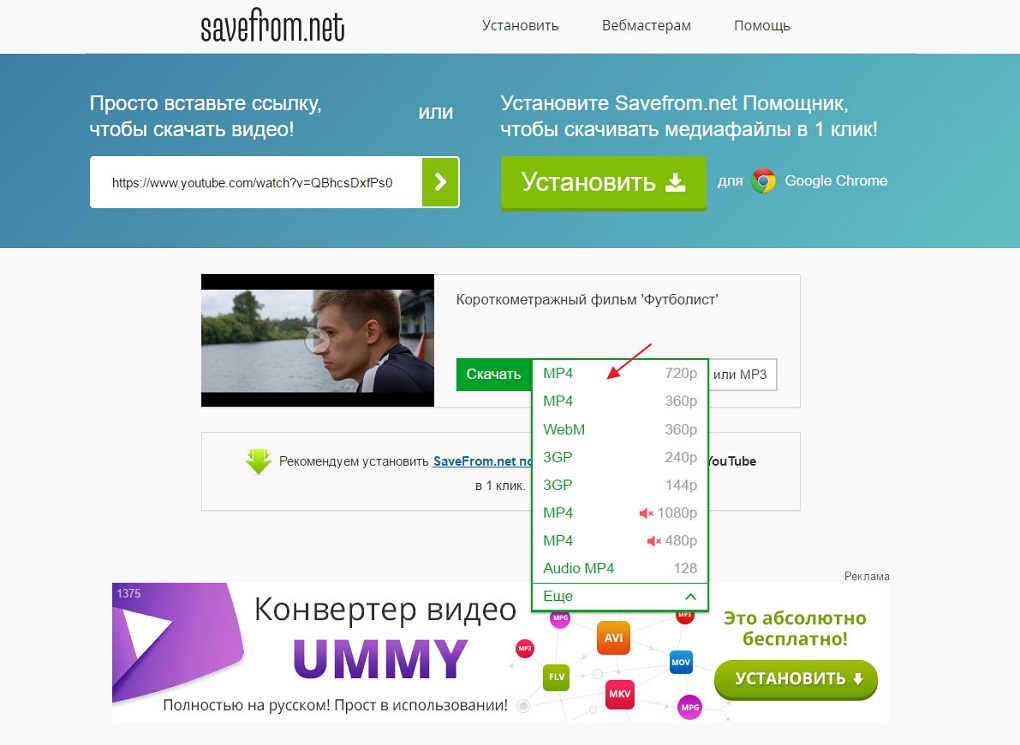 savefrom.net
Установить Вебмастерам Помощь
Просто вставьте ссылку,
чтобы скачать видео!
или
Установите Savefrom.net Помощник,
чтобы скачивать медиафайлы в 1 клик!
https://www.youtube.com/watch?v=QBhcsDxfPs0
Установить
для Google Chrome
Короткометражный фильм 'Футболист'
Скачать
MP4 720p
или MP3
MP4 360p
WebM 360p
3GP 240p
3GP 144p
MP4 1080p
MP4 480p
Audio MP4 128
Еще
Рекомендуем установить SaveFrom.net YouTube
в 1 клик.
Реклама
1375
Конвертер видео
UMMY
Полностью на русском! Прост в использовании!
MPG
MP3
AVI
MP3
FLV
MOV
MKV
MPG
Это абсолютно
бесплатно!
УСТАНОВИТЬ